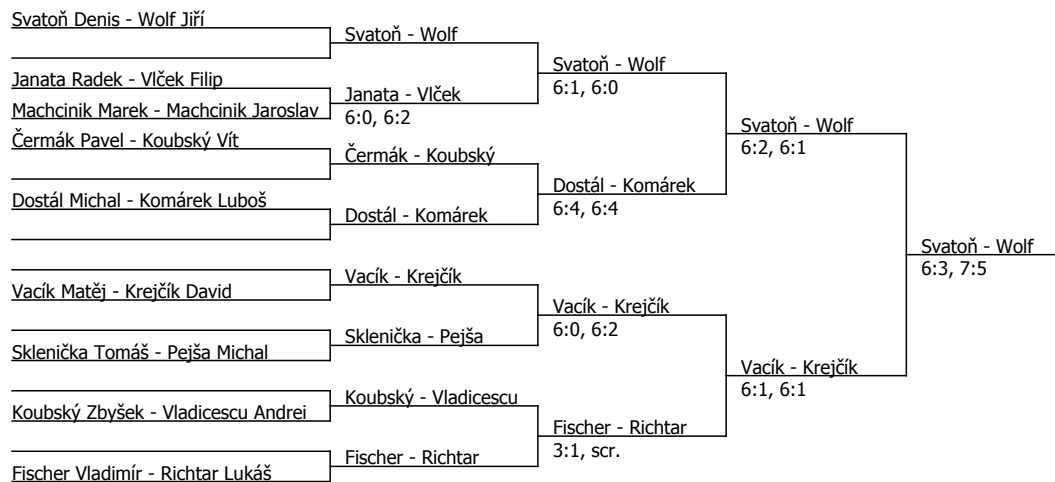 Svatoň Denis - Wolf Jiří
Janata Radek - Vlček Filip
Machcinik Marek - Machcinik Jaroslav
Čermák Pavel - Koubský Vít
Dostál Michal - Komárek Luboš
Vacík Matěj - Krejčík David
Sklenička Tomáš - Pejša Michal
Koubský Zbyšek - Vladicescu Andrei
Fischer Vladimír - Richtar Lukáš
Svatoň - Wolf
Janata - Vlček
6:0, 6:2
Čermák - Koubský
Dostál - Komárek
Vacík - Krejčík
Sklenička - Pejša
Koubský - Vladicescu
Fischer - Richtar
Svatoň - Wolf
6:1, 6:0
Dostál - Komárek
6:4, 6:4
Vacík - Krejčík
6:0, 6:2
Fischer - Richtar
3:1, scr.
Svatoň - Wolf
6:2, 6:1
Vacík - Krejčík
6:1, 6:1
Svatoň - Wolf
6:3, 7:5